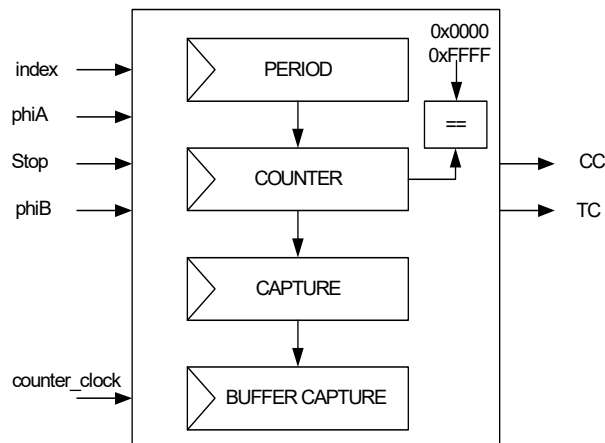 0x0000
0xFFFF
index
PERIOD
phiA
==
Stop
COUNTER
CC
phiB
TC
CAPTURE
counter_clock
BUFFER CAPTURE